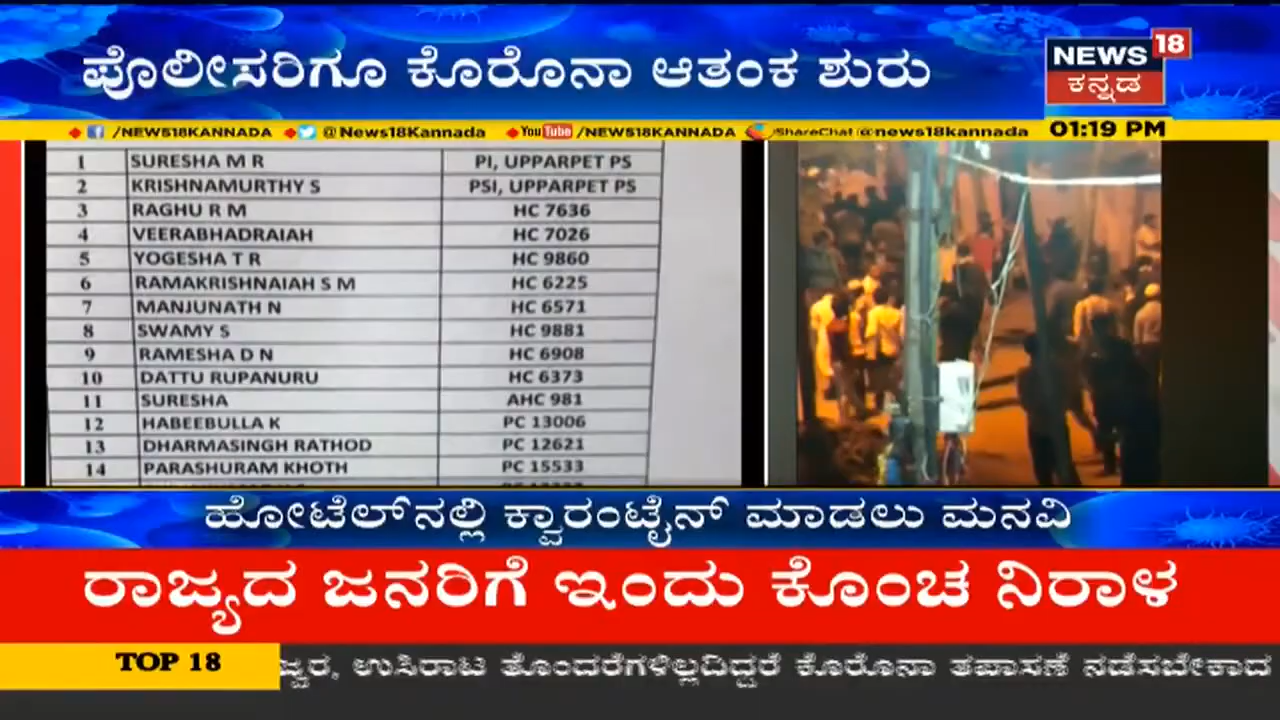 ಪೊಲೀಸರಿಗೂ ಕೊರೊನಾ ಆತಂಕ ಶುರು
NEWS 18
ಕನ್ನಡ
/NEWS18KANNADA @News18Kannada YouTube /NEWS18KANNADA ShareChat @news18kannada 01:19 PM
1 SURESHA M R PI, UPPARPET PS
2 KRISHNAMURTHY S PSI, UPPARPET PS
3 RAGHU R M HC 7636
4 VEERABHADRAIAH HC 7026
5 YOGESHA T R HC 9860
6 RAMAKRISHNAIAH S M HC 6225
7 MANJUNATH N HC 6571
8 SWAMY S HC 9881
9 RAMESHA D N HC 6908
10 DATTU RUPANURU HC 6373
11 SURESHA AHC 981
12 HABEEBULLA K PC 13006
13 DHARMASINGH RATHOD PC 12621
14 PARASHURAM KHOTH PC 15533
ಹೋಟೆಲ್‌ನಲ್ಲಿ ಕ್ವಾರಂಟೈನ್ ಮಾಡಲು ಮನವಿ
ರಾಜ್ಯದ ಜನರಿಗೆ ಇಂದು ಕೊಂಚ ನಿರಾಳ
TOP 18 ಜ್ವರ, ಉಸಿರಾಟ ತೊಂದರೆಗಳಿಲ್ಲದಿದ್ದರೆ ಕೊರೊನಾ ತಪಾಸಣೆ ನಡೆಸಬೇಕಾದ